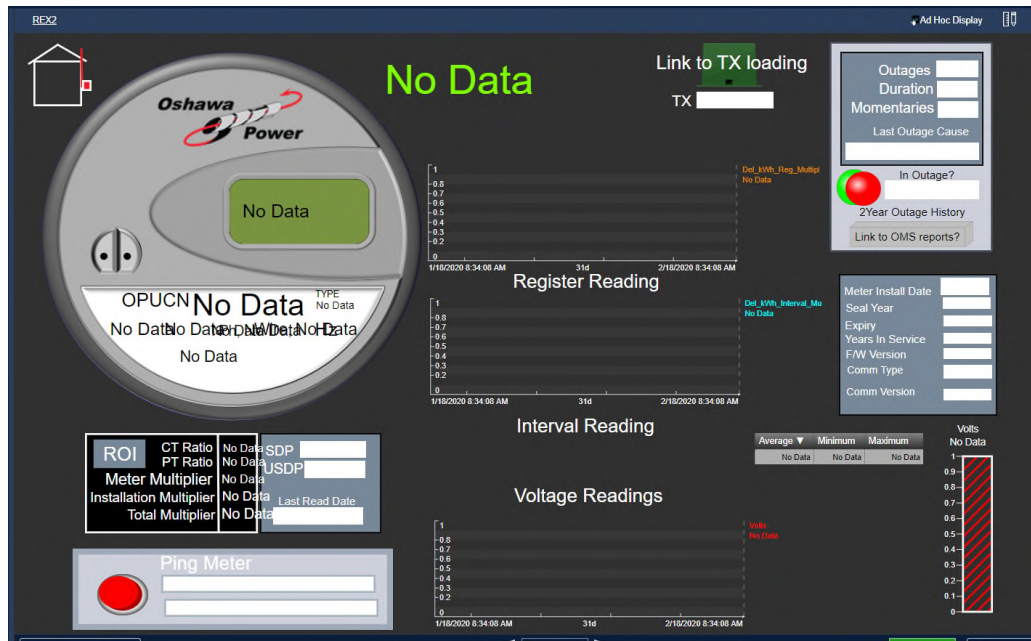 REX2
Ad Hoc Display
No Data
Link to TX loading
TX
Oshawa
Power
No Data
OPUCN No Data
TYPE
No Data
No Data
No Data
Outages
Duration
Momentaries
Last Outage Cause
In Outage?
2Year Outage History
Link to OMS reports?
1
0.8
0.7
0.6
0.5
0.4
0.3
0.2
0
1/18/2020 8:34:08 AM 31d 2/18/2020 8:34:08 AM
Del_kWh_Reg_Multipl
No Data
Register Reading
1
0.8
0.7
0.6
0.5
0.4
0.3
0.2
0
1/18/2020 8:34:08 AM 31d 2/18/2020 8:34:08 AM
Del_kWh_Interval_Mu
No Data
Interval Reading
Meter Install Date
Seal Year
Expiry
Years In Service
F/W Version
Comm Type
Comm Version
ROI
CT Ratio No Data
PT Ratio No Data
Meter Multiplier No Data
Installation Multiplier No Data
Total Multiplier No Data
SDP
USDP
Last Read Date
Average ▼ Minimum Maximum
No Data No Data No Data
Voltage Readings
1
0.8
0.7
0.6
0.5
0.4
0.3
0.2
0
1/18/2020 8:34:08 AM 31d 2/18/2020 8:34:08 AM
Volts
No Data
Volts
No Data
1
0.9
0.8
0.7
0.6
0.5
0.4
0.3
0.2
0.1
0
Ping Meter